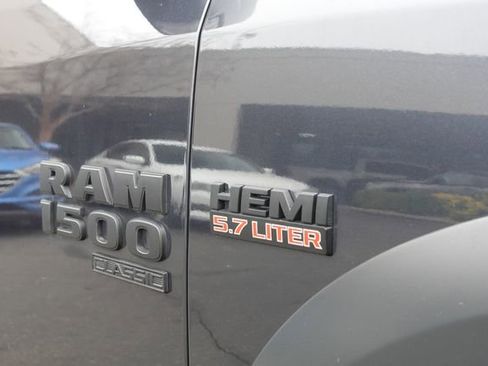 RAM
1500
CLASSIC
HEMI
5.7 LITER